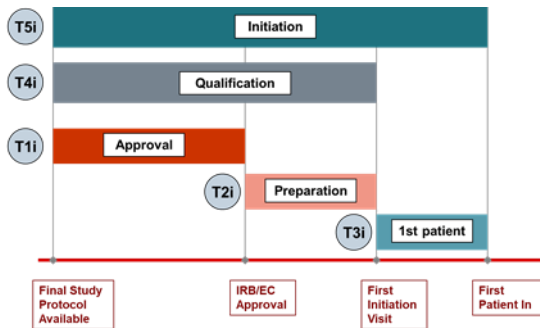 T5i
Initiation
T4i
Qualification
T1i
Approval
T2i
Preparation
T3i
1st patient
Final Study
Protocol
Available
IRB/EC
Approval
First
Initiation
Visit
First
Patient In